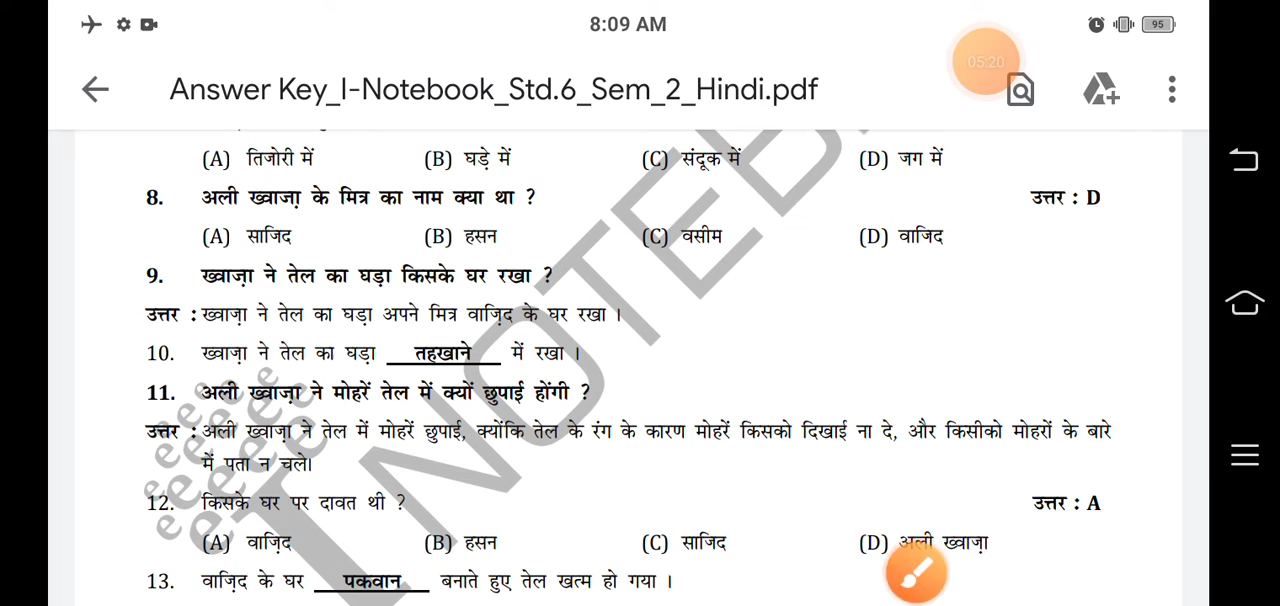 8:09 AM
95
05:20
Answer Key_I-Notebook_Std.6_Sem_2_Hindi.pdf
(A) तिजोरी में (B) घड़े में (C) संदूक में (D) जग में
8. अली ख्वाजा़ के मित्र का नाम क्या था ? उत्तर : D
(A) साजिद (B) हसन (C) वसीम (D) वाजिद
9. ख्वाजा़ ने तेल का घड़ा किसके घर रखा ?
उत्तर : ख्वाजा़ ने तेल का घड़ा अपने मित्र वाज़िद के घर रखा ।
10. ख्वाजा़ ने तेल का घड़ा तहखाने में रखा ।
11. अली ख्वाजा़ ने मोहरें तेल में क्यों छुपाई होंगी ?
उत्तर : अली ख्वाजा़ ने तेल में मोहरें छुपाई, क्योंकि तेल के रंग के कारण मोहरें किसको दिखाई ना दे, और किसीको मोहरों के बारे
में पता न चले।
12. किसके घर पर दावत थी ? उत्तर : A
(A) वाज़िद (B) हसन (C) साजिद (D) अली ख्वाजा़
13. वाज़िद के घर पकवान बनाते हुए तेल खत्म हो गया ।
I NOTEB